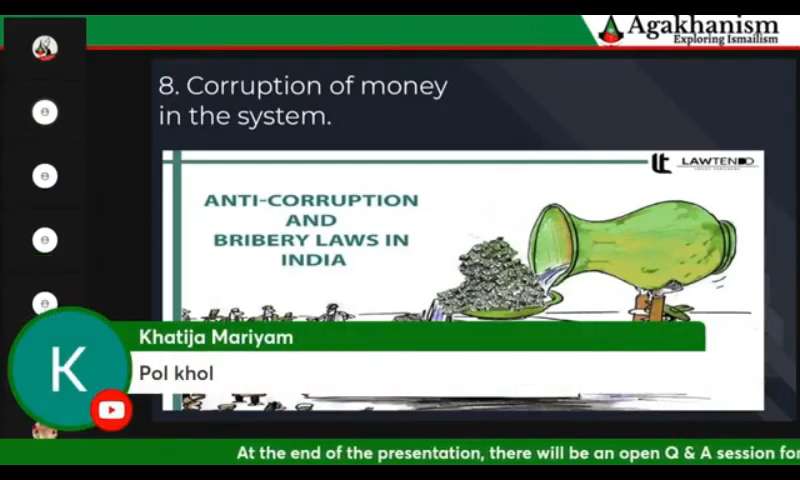 Agakhanism
Exploring Ismailism
8. Corruption of money
in the system.
LAWTENDO
ANTI-CORRUPTION
AND
BRIBERY LAWS IN
INDIA
Khatija Mariyam
K
Pol khol
At the end of the presentation, there will be an open Q & A session for